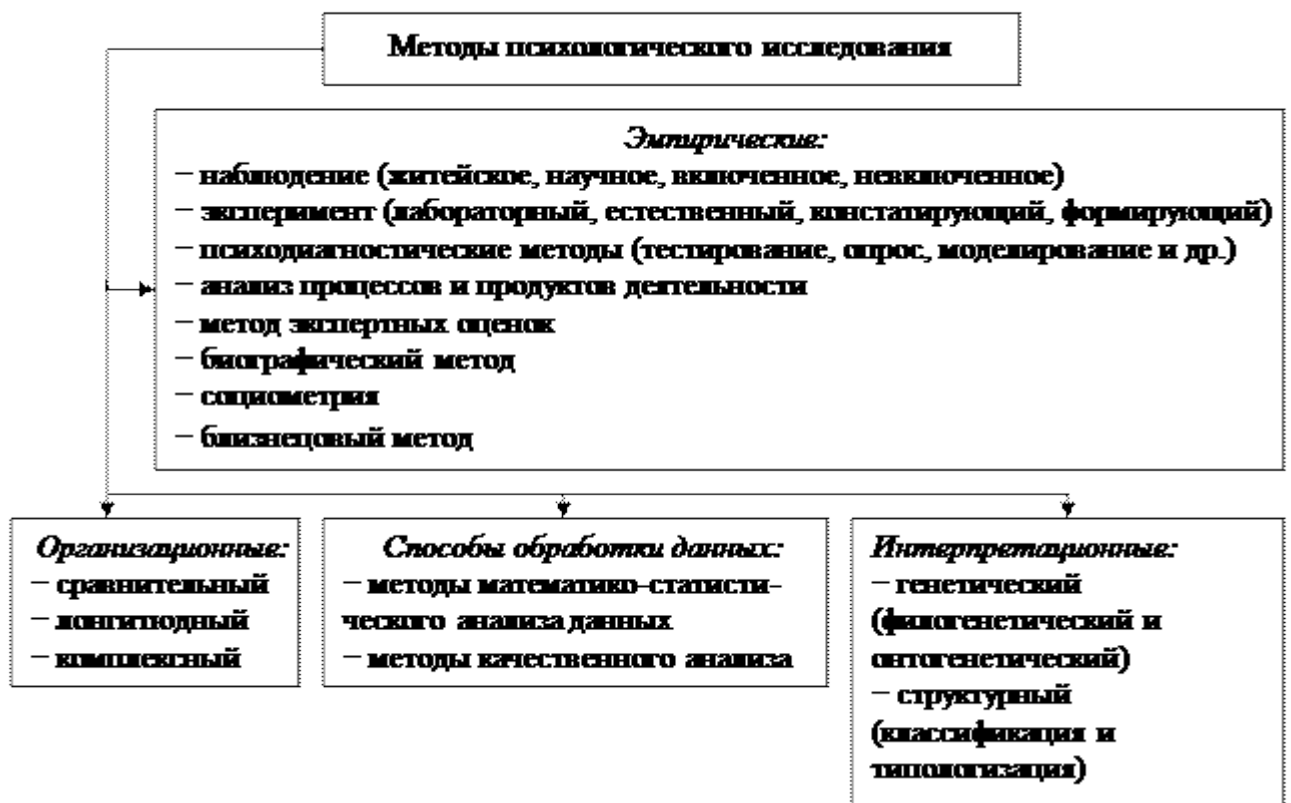 Методы психологического исследования
Эмпирические:
− наблюдение (житейское, научное, включенное, невключенное)
− эксперимент (лабораторный, естественный, констатирующий, формирующий)
− психодиагностические методы (тестирование, опрос, моделирование и др.)
− анализ процессов и продуктов деятельности
− метод экспертных оценок
− биографический метод
− социометрия
− близнецовый метод
Организационные:
− сравнительный
− лонгитюдный
− комплексный
Способы обработки данных:
− методы математико-статисти-
ческого анализа данных
− методы качественного анализа
Интерпретационные:
− генетический
(филогенетический и
онтогенетический)
− структурный
(классификация и
типологизация)